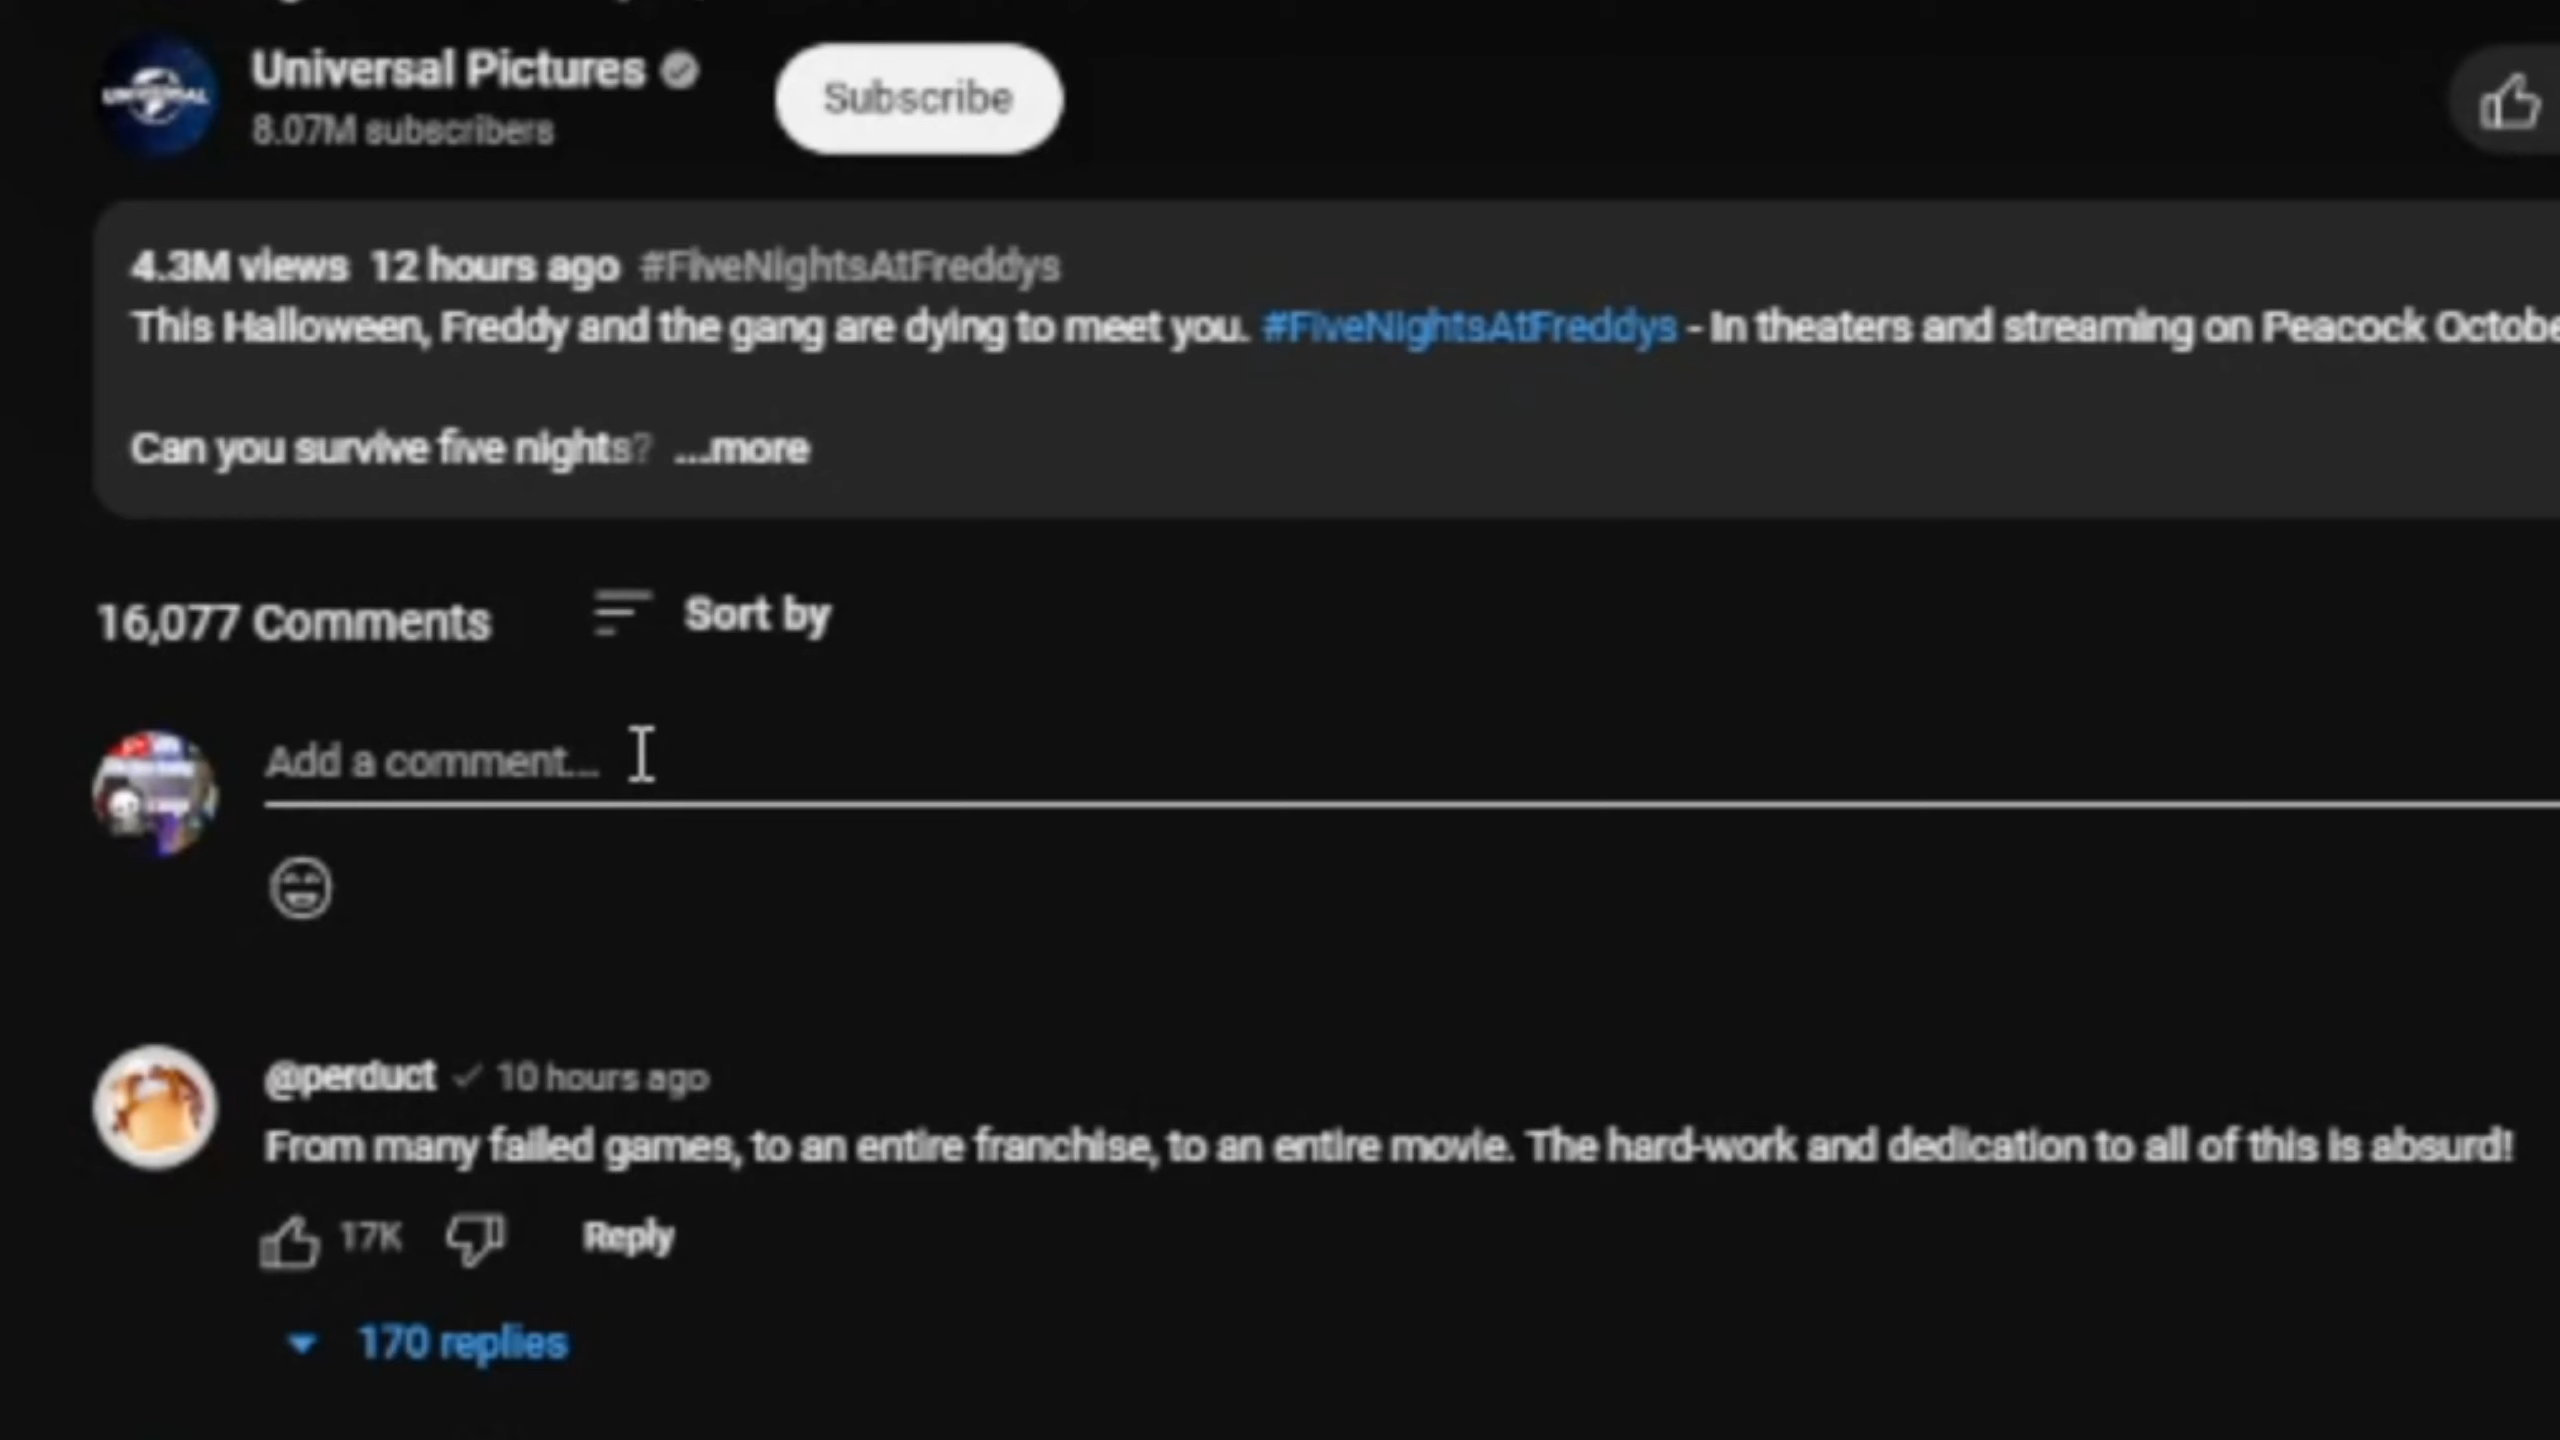 Universal Pictures
Subscribe
8.07M subscribers
4.3M views 12 hours ago #FiveNightsAtFreddys
This Halloween, Freddy and the gang are dying to meet you. #FiveNightsAtFreddys - In theaters and streaming on Peacock Octobe
Can you survive five nights? ...more
16,077 Comments
Sort by
Add a comment...
@perduct 10 hours ago
From many failed games, to an entire franchise, to an entire movie. The hard-work and dedication to all of this is absurd!
17K
Reply
170 replies